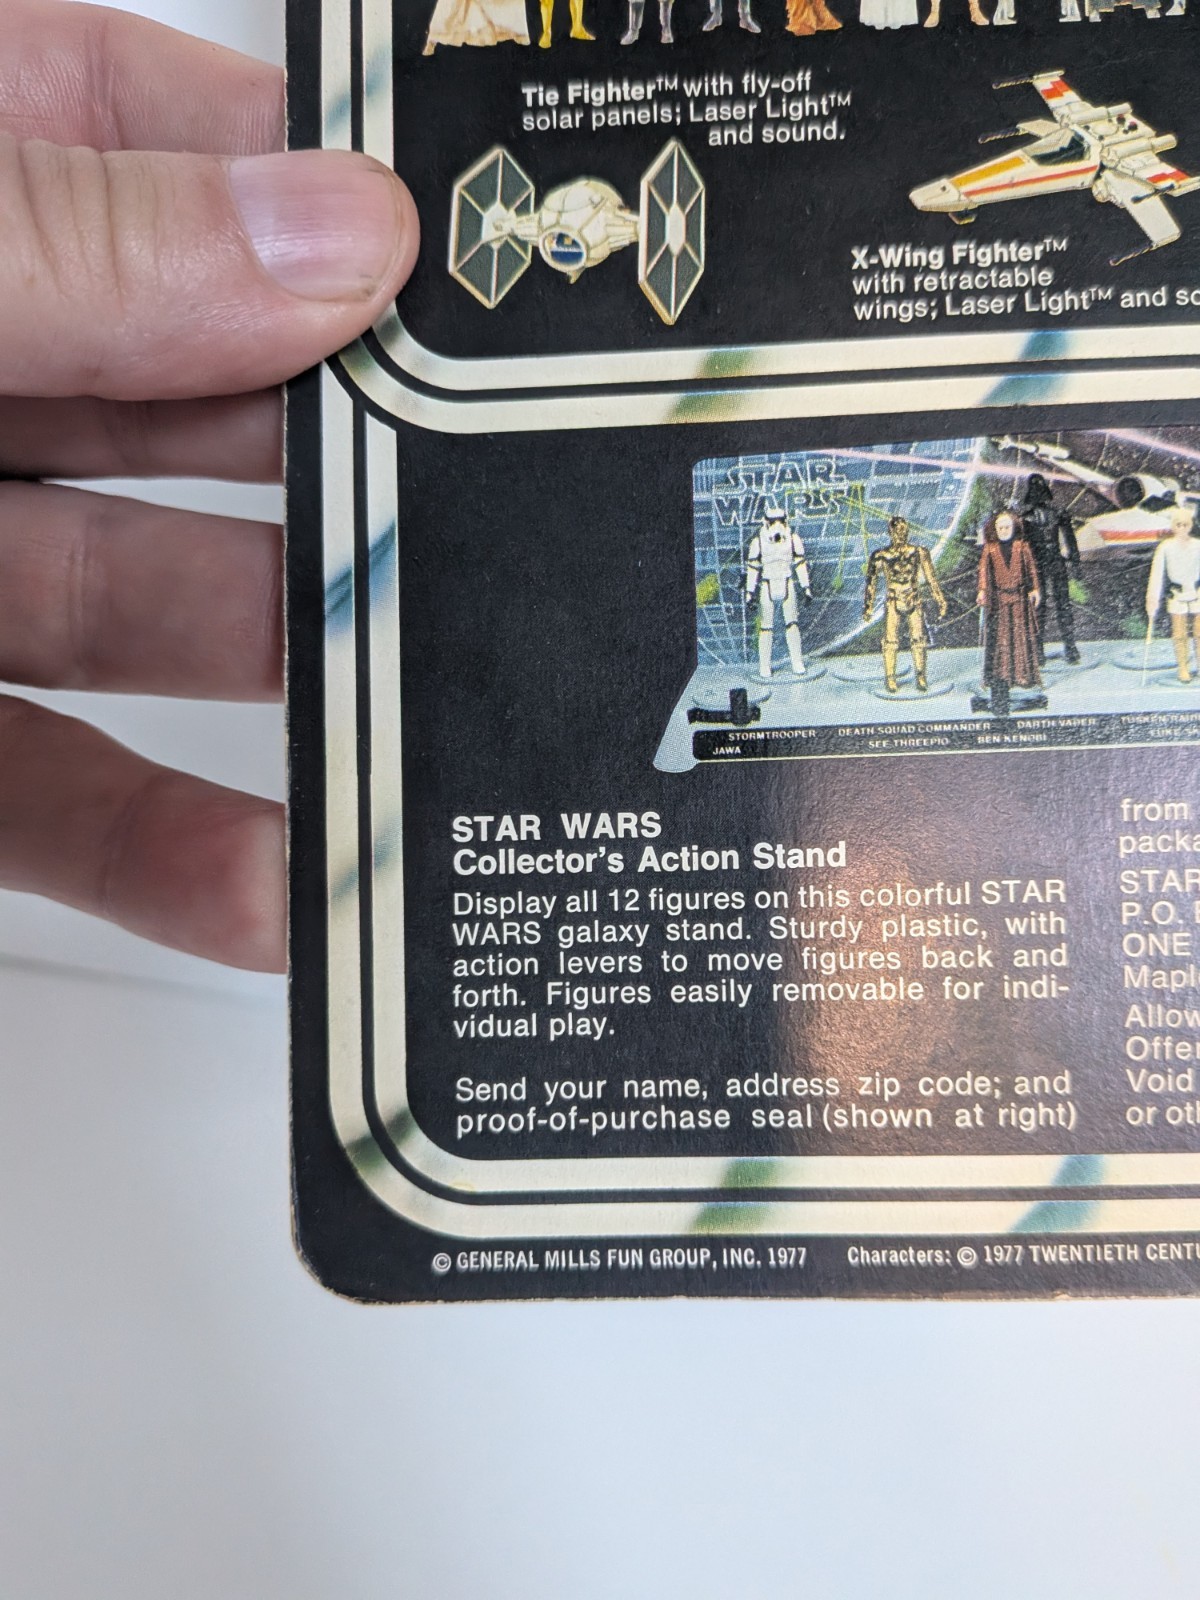 Tie Fighter™ with fly-off
solar panels; Laser Light™
and sound.
X-Wing Fighter™
with retractable
wings; Laser Light™ and
STAR
WARS
STORMTROOPER DEATH SQUAD COMMANDER DARTH VADER TUSKEN
JAWA SEE THREEPIO BEN KENOBI LUKE
STAR WARS
Collector's Action Stand
Display all 12 figures on this colorful STAR
WARS galaxy stand. Sturdy plastic, with
action levers to move figures back and
forth. Figures easily removable for indi-
vidual play.
Send your name, address zip code; and
proof-of-purchase seal (shown at right)
from
packa
STAR
P.O.
ONE
Mapl
Allow
Offer
Void
or oth
© GENERAL MILLS FUN GROUP, INC. 1977 Characters: © 1977 TWENTIETH CENTU